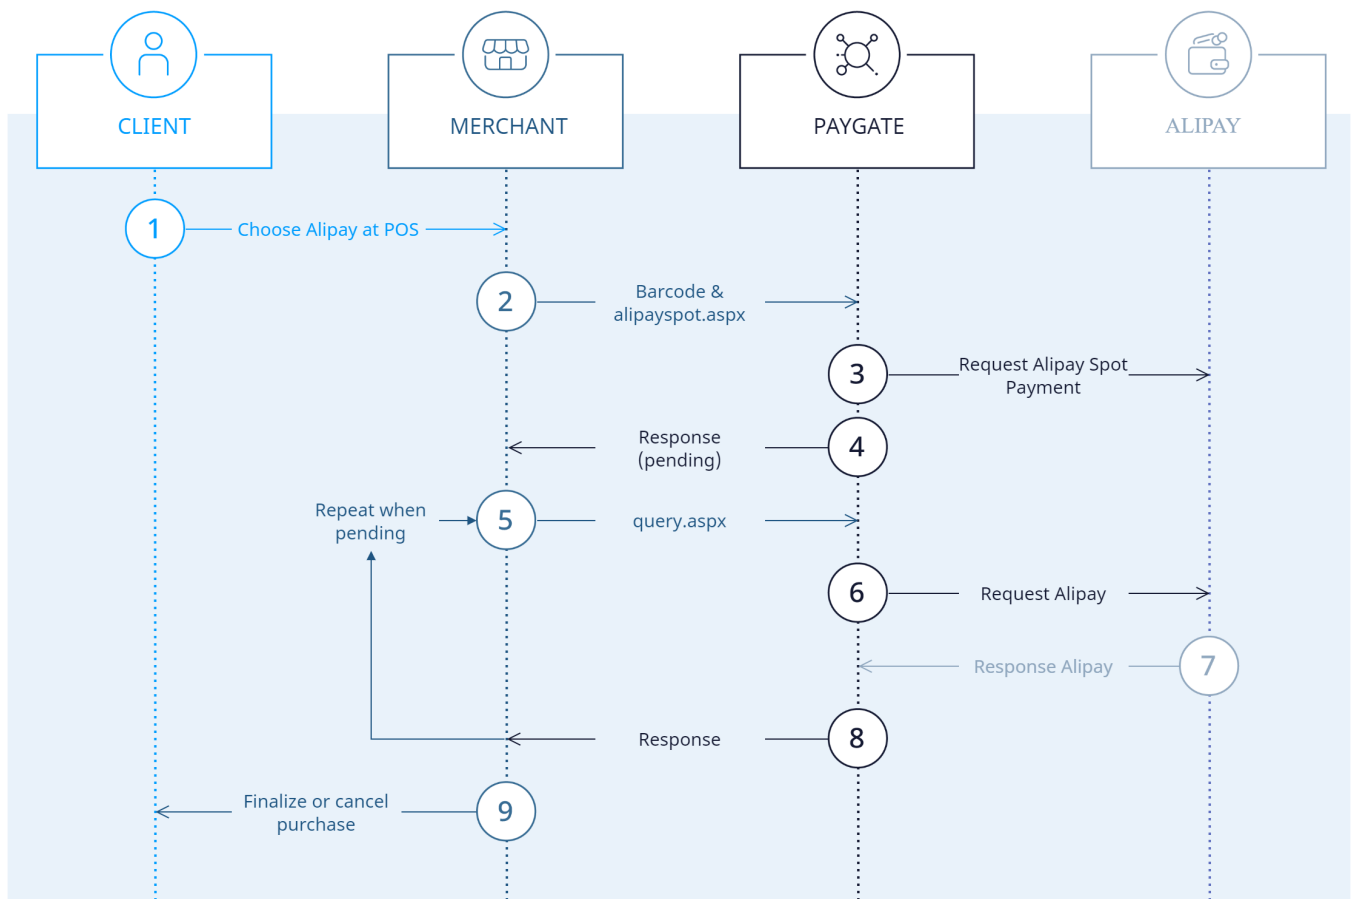 CLIENT
MERCHANT
PAYGATE
ALIPAY
1
Choose Alipay at POS
2
Barcode &
alipayspot.aspx
3
Request Alipay Spot
Payment
4
Response
(pending)
Repeat when
pending
5
query.aspx
6
Request Alipay
7
Response Alipay
8
Response
9
Finalize or cancel
purchase